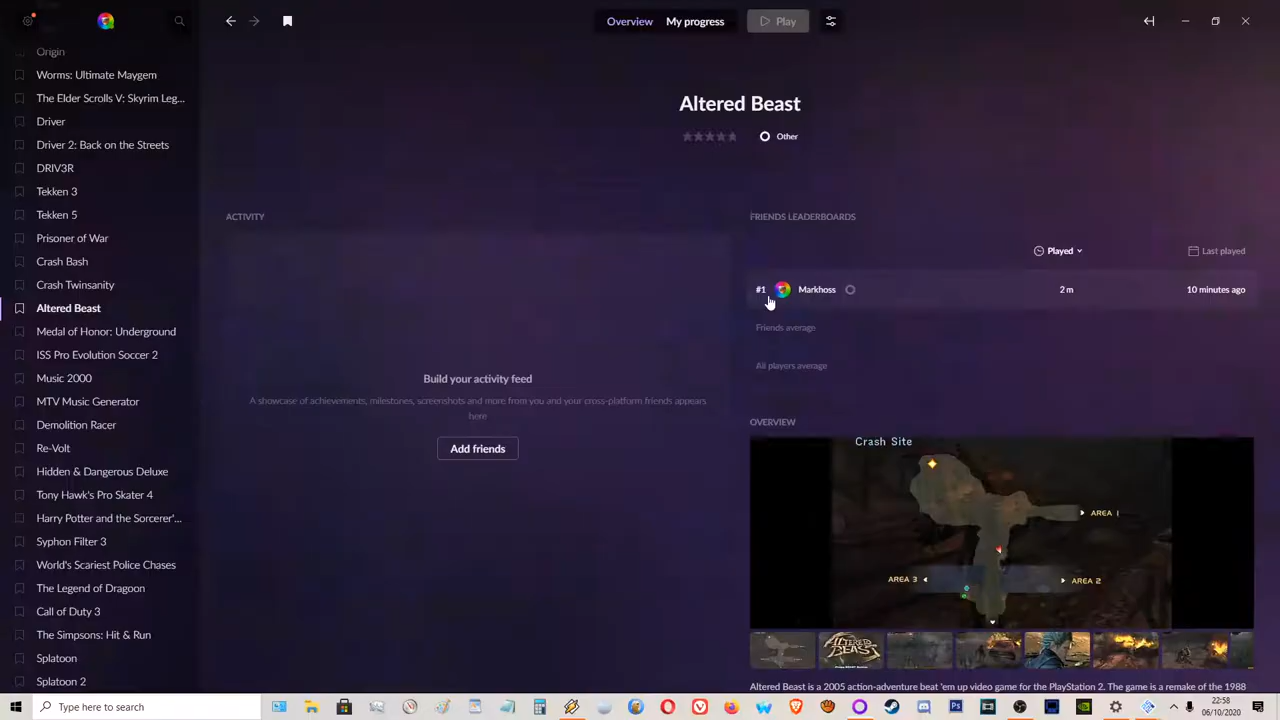 Overview My progress Play
Origin
Worms: Ultimate Maygem
The Elder Scrolls V: Skyrim Leg...
Driver
Driver 2: Back on the Streets
DRIV3R
Tekken 3
Tekken 5
Prisoner of War
Crash Bash
Crash Twinsanity
Altered Beast
Medal of Honor: Underground
ISS Pro Evolution Soccer 2
Music 2000
MTV Music Generator
Demolition Racer
Re-Volt
Hidden & Dangerous Deluxe
Tony Hawk's Pro Skater 4
Harry Potter and the Sorcerer'...
Syphon Filter 3
World's Scariest Police Chases
The Legend of Dragoon
Call of Duty 3
The Simpsons: Hit & Run
Splatoon
Splatoon 2
Altered Beast
Other
ACTIVITY
Build your activity feed
A showcase of achievements, milestones, screenshots and more from you and your cross-platform friends appears
here
Add friends
FRIENDS LEADERBOARDS
Played Last played
#1 Markhoss 2 m 10 minutes ago
Friends average
All players average
OVERVIEW
Crash Site
AREA 1
AREA 3 AREA 2
ALTERED BEAST
Altered Beast is a 2005 action-adventure beat 'em up video game for the PlayStation 2. The game is a remake of the 1988
Type here to search
22:58
06/10/2020